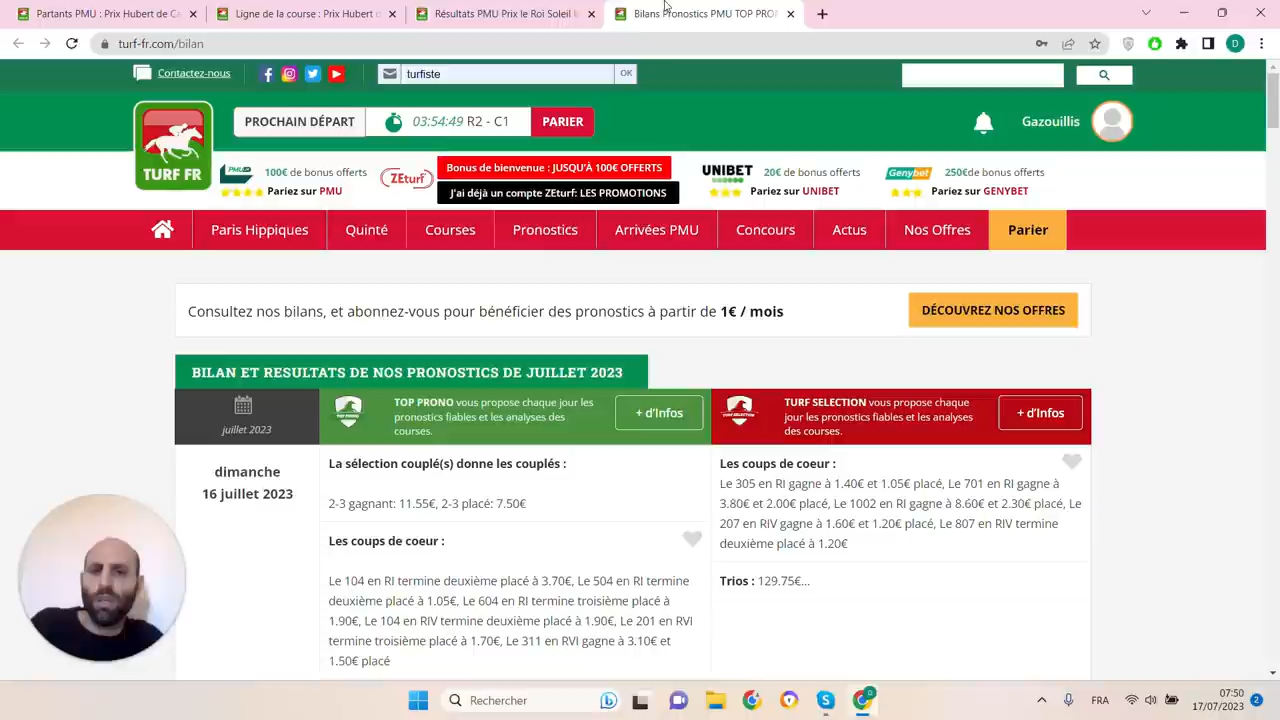 Partants PMU : Prix Hubert de C
Ligne de la course : Prix Hubert d
Résultats PMU Prix le Roi Soleil le
Bilans Pronostics PMU TOP PRON
turf-fr.com/bilan
D
Contactez-nous
turfiste
OK
PROCHAIN DÉPART
03:54:49 R2 - C1
PARIER
Gazouillis
TURF FR
PMU
100€ de bonus offerts
Pariez sur PMU
ZEturf
Bonus de bienvenue : JUSQU'À 100€ OFFERTS
J'ai déjà un compte ZEturf: LES PROMOTIONS
UNIBET
20€ de bonus offerts
Pariez sur UNIBET
Genybet
250€de bonus offerts
Pariez sur GENYBET
Paris Hippiques
Quinté
Courses
Pronostics
Arrivées PMU
Concours
Actus
Nos Offres
Parier
Consultez nos bilans, et abonnez-vous pour bénéficier des pronostics à partir de 1€ / mois
DÉCOUVREZ NOS OFFRES
BILAN ET RESULTATS DE NOS PRONOSTICS DE JUILLET 2023
juillet 2023
TOP PRONO
TOP PRONO vous propose chaque jour les
pronostics fiables et les analyses des
courses.
+ d'Infos
TURF SELECTION
TURF SELECTION vous propose chaque
jour les pronostics fiables et les analyses
des courses.
+ d'Infos
dimanche
16 juillet 2023
La sélection couplé(s) donne les couplés :
2-3 gagnant: 11.55€, 2-3 placé: 7.50€
Les coups de coeur :
Le 104 en RI termine deuxième placé à 3.70€, Le 504 en RI termine
deuxième placé à 1.05€, Le 604 en RI termine troisième placé à
1.90€, Le 104 en RIV termine deuxième placé à 1.90€, Le 201 en RVI
termine troisième placé à 1.70€, Le 311 en RVI gagne à 3.10€ et
1.50€ placé
Les coups de coeur :
Le 305 en RI gagne à 1.40€ et 1.05€ placé, Le 701 en RI gagne à
3.80€ et 2.00€ placé, Le 1002 en RI gagne à 8.60€ et 2.30€ placé, Le
207 en RIV gagne à 1.60€ et 1.20€ placé, Le 807 en RIV termine
deuxième placé à 1.20€
Trios : 129.75€...
Rechercher
FRA
07:50
17/07/2023
2